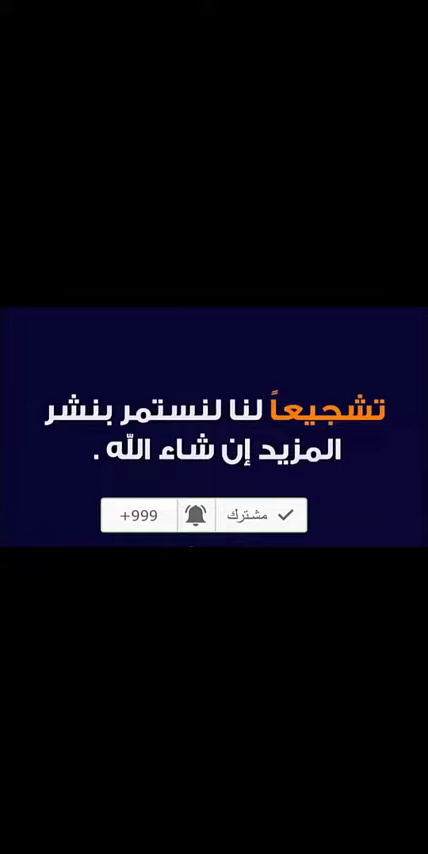 تشجيعاً لنا لنستمر بنشر
المزيد إن شاء الله .
مشترك +999